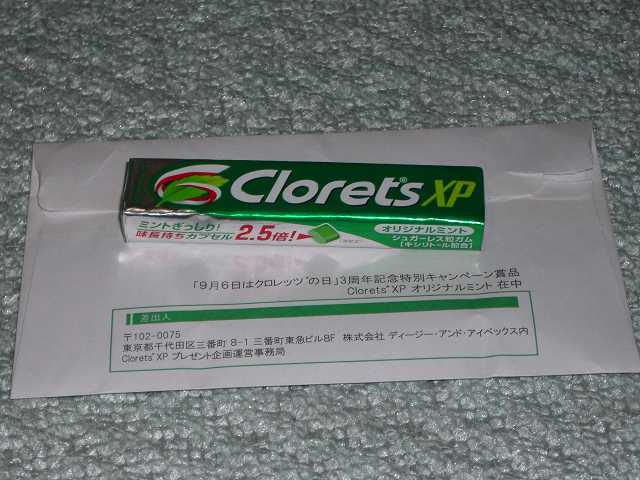 Clorets® XP
ミントぎっしり!
味長持ちカプセル 2.5倍!
オリジナルミント
シュガーレス粒ガム
[キシリトール配合]
「9月6日はクロレッツ®の日」3周年記念特別キャンペーン賞品
Clorets®XP オリジナルミント 在中
差出人
〒102-0075
東京都千代田区三番町 8-1 三番町東急ビル8F 株式会社 ディージー・アンド・アイベックス内
Clorets®XP プレゼント企画運営事務局